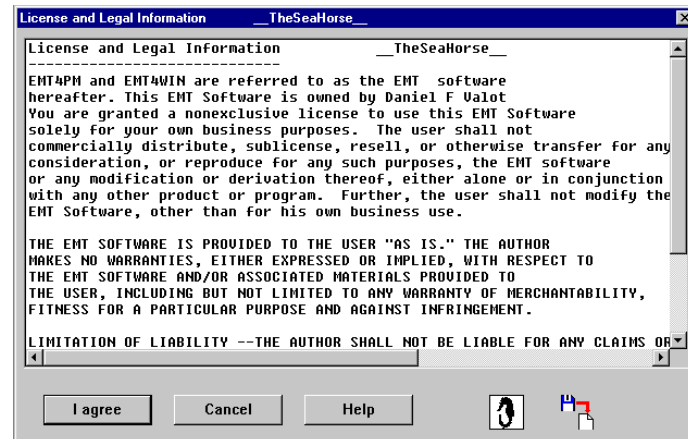 License and Legal Information __TheSeaHorse__
License and Legal Information __TheSeaHorse__
------------------------------
EMT4PM and EMT4WIN are referred to as the EMT software
hereafter. This EMT Software is owned by Daniel F Valot
You are granted a nonexclusive license to use this EMT Software
solely for your own business purposes. The user shall not
commercially distribute, sublicense, resell, or otherwise transfer for any
consideration, or reproduce for any such purposes, the EMT software
or any modification or derivation thereof, either alone or in conjunction
with any other product or program. Further, the user shall not modify the
EMT Software, other than for his own business use.
THE EMT SOFTWARE IS PROVIDED TO THE USER "AS IS." THE AUTHOR
MAKES NO WARRANTIES, EITHER EXPRESSED OR IMPLIED, WITH RESPECT TO
THE EMT SOFTWARE AND/OR ASSOCIATED MATERIALS PROVIDED TO
THE USER, INCLUDING BUT NOT LIMITED TO ANY WARRANTY OF MERCHANTABILITY,
FITNESS FOR A PARTICULAR PURPOSE AND AGAINST INFRINGEMENT.
LIMITATION OF LIABILITY --THE AUTHOR SHALL NOT BE LIABLE FOR ANY CLAIMS OR
I agree Cancel Help